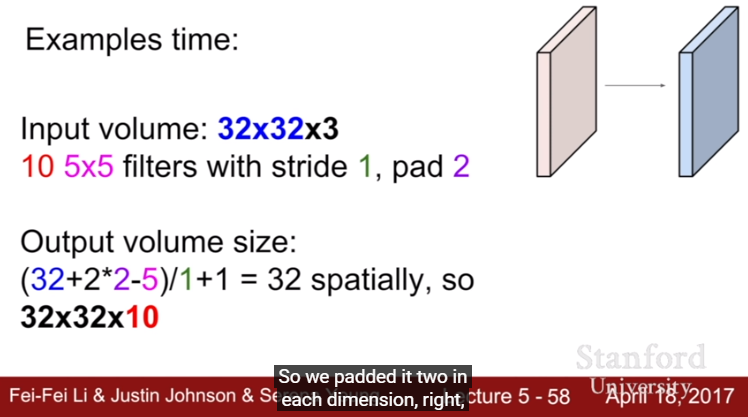 Examples time:
Input volume: 32x32x3
10 5x5 filters with stride 1, pad 2
Output volume size:
(32+2*2-5)/1+1 = 32 spatially, so
32x32x10
Stanford
University
So we padded it two in
each dimension, right,
Fei-Fei Li & Justin Johnson & Se cture 5 - 58 April 18, 2017